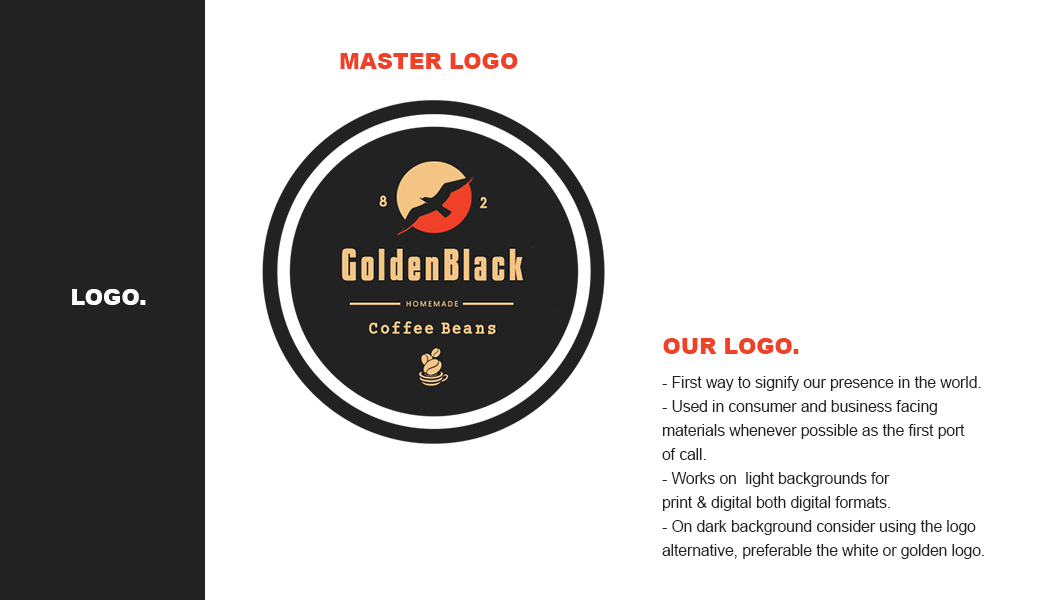 LOGO.
MASTER LOGO
8 2
GoldenBlack
HOMEMADE
Coffee Beans
OUR LOGO.
- First way to signify our presence in the world.
- Used in consumer and business facing
materials whenever possible as the first port
of call.
- Works on  light backgrounds for
print & digital both digital formats.
- On dark background consider using the logo
alternative, preferable the white or golden logo.